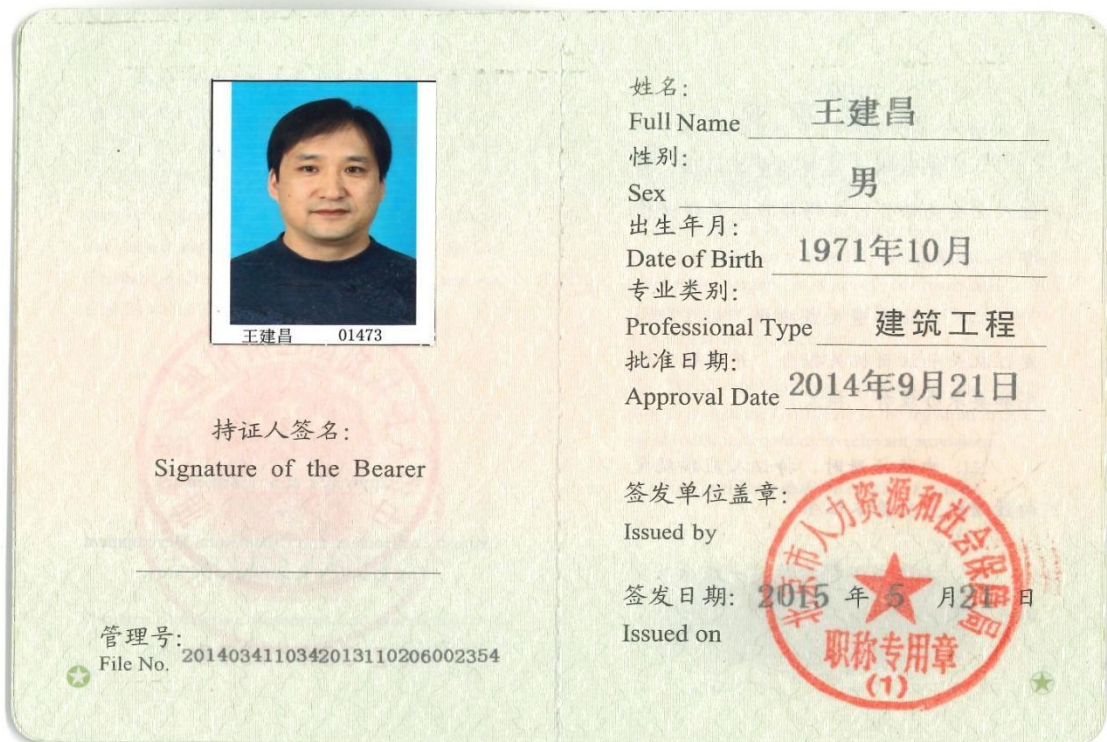 王建昌 01473
持证人签名:
Signature of the Bearer
管理号:
File No. 2014034110342013110206002354
姓名:
Full Name 王建昌
性别:
Sex 男
出生年月:
Date of Birth 1971年10月
专业类别:
Professional Type 建筑工程
批准日期:
Approval Date 2014年9月21日
签发单位盖章:
Issued by
北京市人力资源和社会保障局
职称专用章
(1)
签发日期: 2015 年 5 月21 日
Issued on